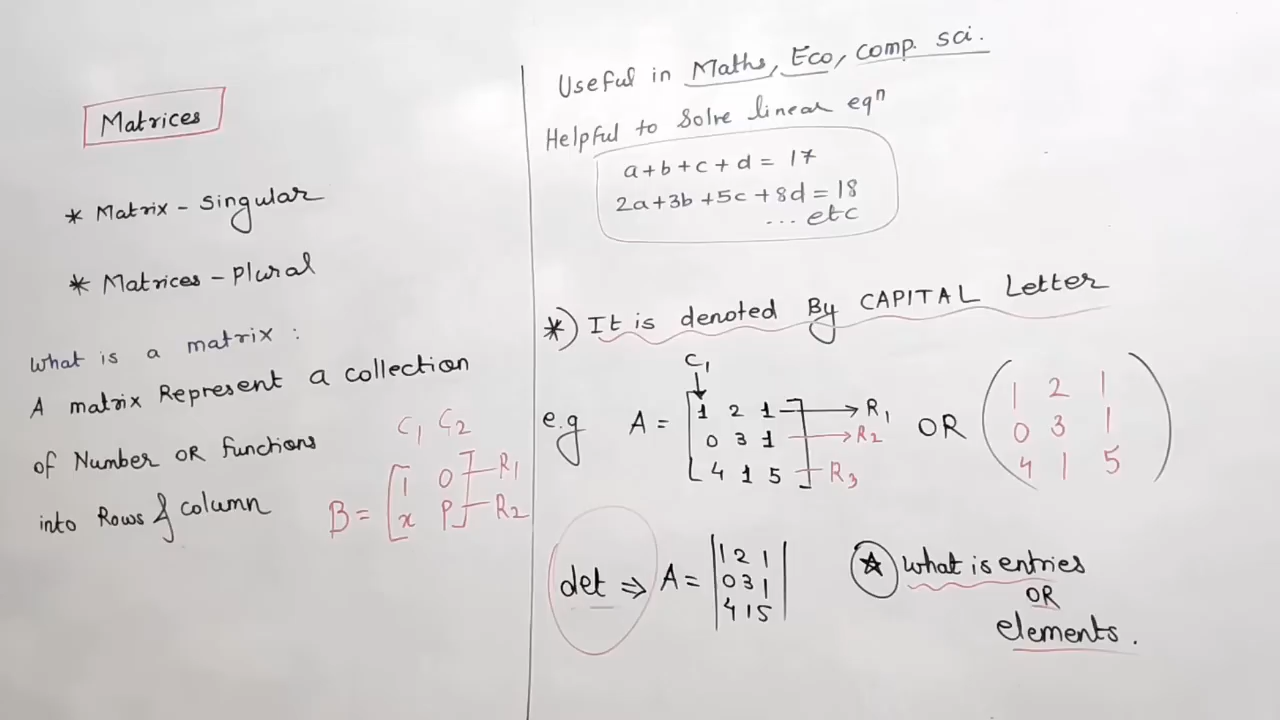 Matrices
* Matrix - Singular
* Matrices - Plural
What is a matrix :
A matrix Represent a collection
of Number OR functions
into Rows & column
C1 C2
B = [1 0] R1
[x P] R2
Useful in Maths, Eco, comp. sci.
Helpful to Solve linear eqn
a+b+c+d = 17
2a+3b+5c+8d = 18
... etc
*) It is denoted By CAPITAL Letter
C1
e.g A = [1 2 1] → R1 OR (1 2 1)
[0 3 1] → R2 (0 3 1)
[4 1 5] R3 (4 1 5)
det ⇒ A = |1 2 1|
|0 3 1|
|4 1 5|
☆ what is entries
OR
elements.